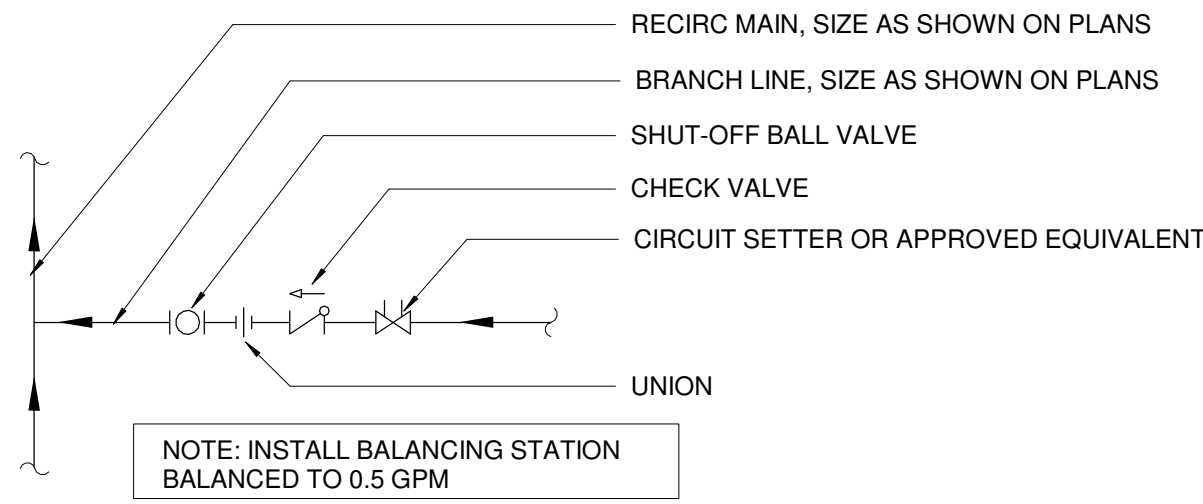 RECIRC MAIN, SIZE AS SHOWN ON PLANS
BRANCH LINE, SIZE AS SHOWN ON PLANS
SHUT-OFF BALL VALVE
CHECK VALVE
CIRCUIT SETTER OR APPROVED EQUIVALENT
UNION
NOTE: INSTALL BALANCING STATION
BALANCED TO 0.5 GPM